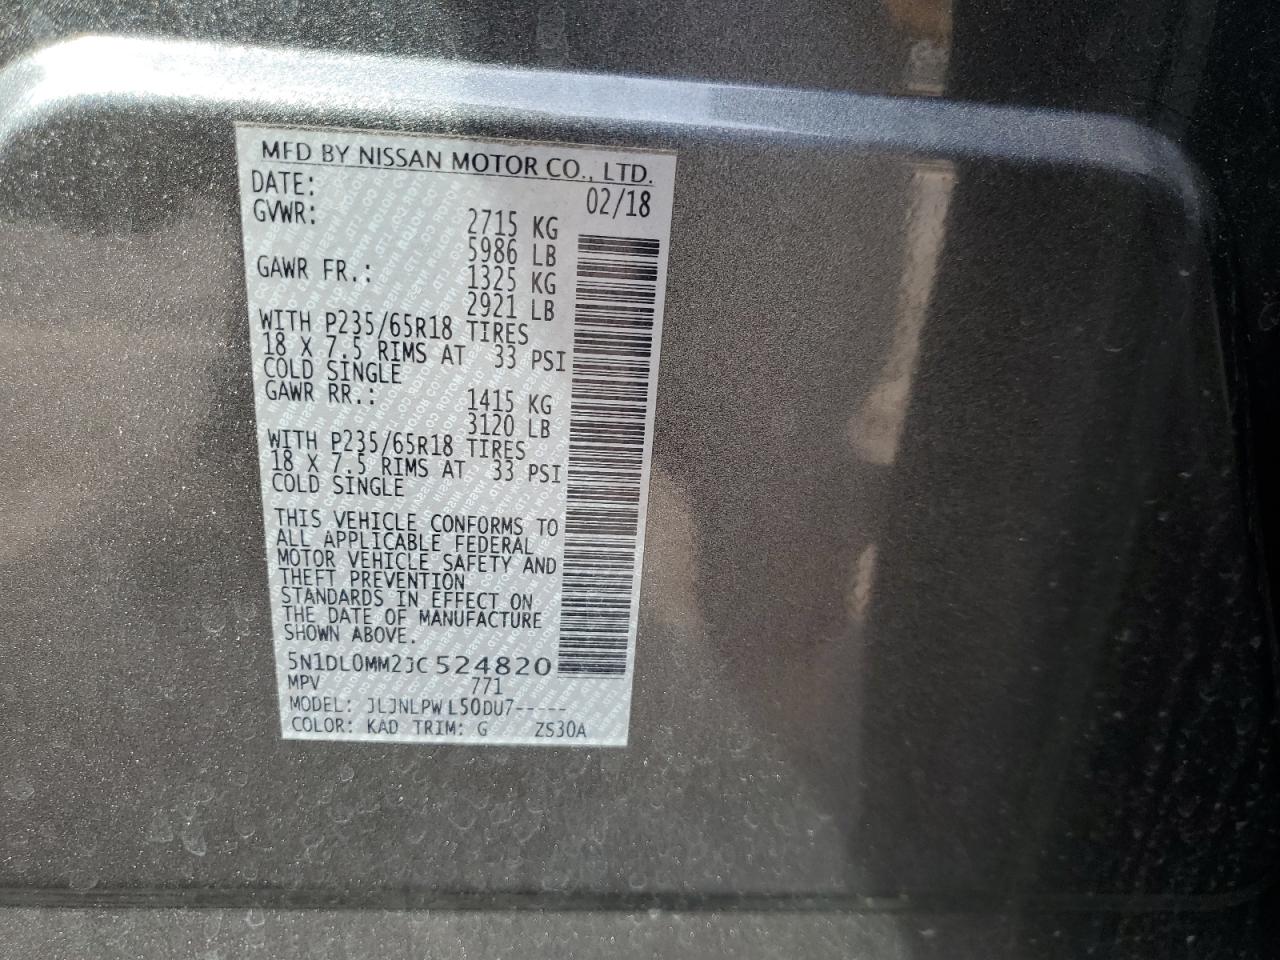 MFD BY NISSAN MOTOR CO., LTD.
DATE: 02/18
GVWR: 2715 KG
5986 LB
GAWR FR.: 1325 KG
2921 LB
WITH P235/65R18 TIRES
18 X 7.5 RIMS AT 33 PSI
COLD SINGLE
GAWR RR.: 1415 KG
3120 LB
WITH P235/65R18 TIRES
18 X 7.5 RIMS AT 33 PSI
COLD SINGLE
THIS VEHICLE CONFORMS TO
ALL APPLICABLE FEDERAL
MOTOR VEHICLE SAFETY AND
THEFT PREVENTION
STANDARDS IN EFFECT ON
THE DATE OF MANUFACTURE
SHOWN ABOVE.
5N1DL0MM2JC524820
MPV 771
MODEL: JLJNLPWL50DU7-----
COLOR: KAD TRIM: G ZS30A